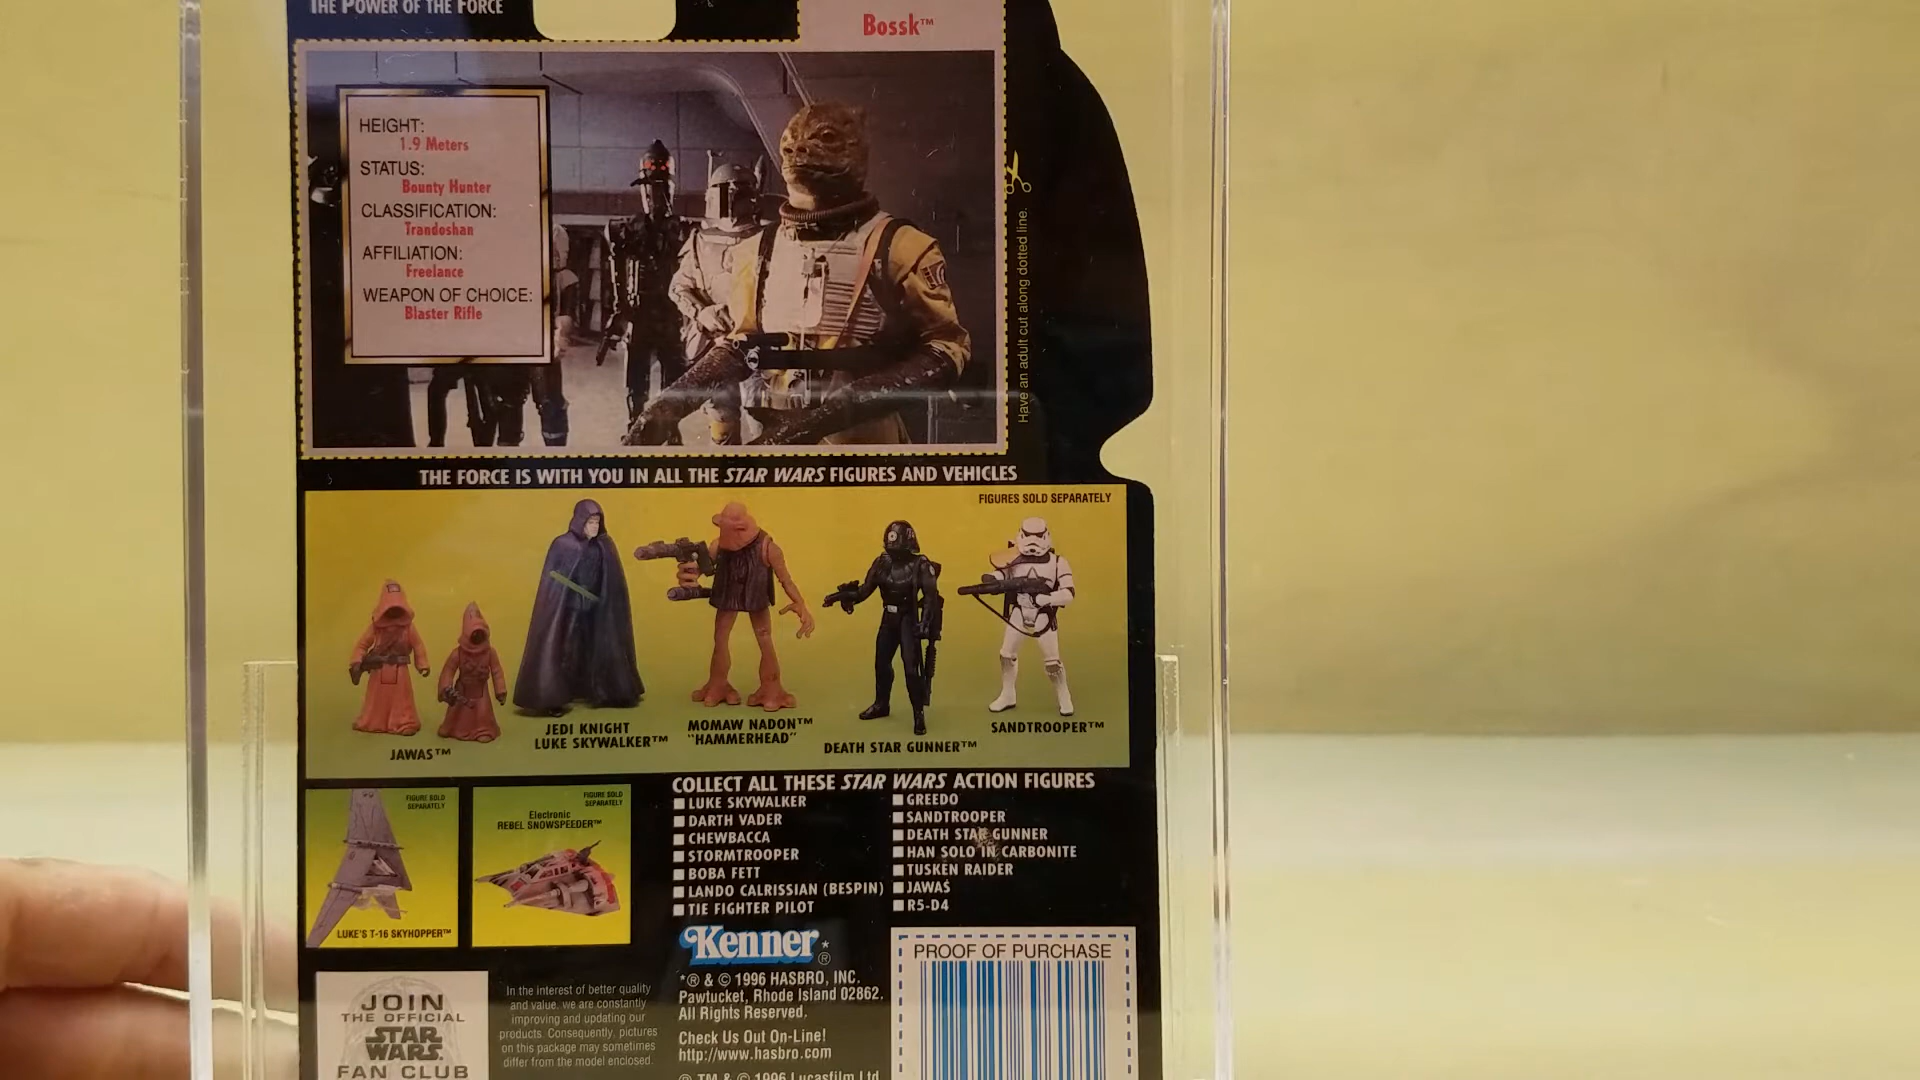 THE POWER OF THE FORCE
Bossk™
HEIGHT:
1.9 Meters
STATUS:
Bounty Hunter
CLASSIFICATION:
Trandoshan
AFFILIATION:
Freelance
WEAPON OF CHOICE:
Blaster Rifle
Have an adult cut along dotted line.
THE FORCE IS WITH YOU IN ALL THE STAR WARS FIGURES AND VEHICLES
FIGURES SOLD SEPARATELY
JAWAS™
JEDI KNIGHT
LUKE SKYWALKER™
MOMAW NADON™
"HAMMERHEAD"
DEATH STAR GUNNER™
SANDTROOPER™
FIGURE SOLD
SEPARATELY
LUKE'S T-16 SKYHOPPER™
FIGURE SOLD
SEPARATELY
Electronic
REBEL SNOWSPEEDER™
COLLECT ALL THESE STAR WARS ACTION FIGURES
LUKE SKYWALKER
DARTH VADER
CHEWBACCA
STORMTROOPER
BOBA FETT
LANDO CALRISSIAN (BESPIN)
TIE FIGHTER PILOT
GREEDO
SANDTROOPER
DEATH STAR GUNNER
HAN SOLO IN CARBONITE
TUSKEN RAIDER
JAWAS
R5-D4
JOIN
THE OFFICIAL
STAR
WARS
FAN CLUB
In the interest of better quality
and value, we are constantly
improving and updating our
products. Consequently, pictures
on this package may sometimes
differ from the model enclosed.
Kenner*®
*® & © 1996 HASBRO, INC.
Pawtucket, Rhode Island 02862.
All Rights Reserved.
Check Us Out On-Line!
http://www.hasbro.com
® TM & © 1996 Lucasfilm Ltd.
PROOF OF PURCHASE